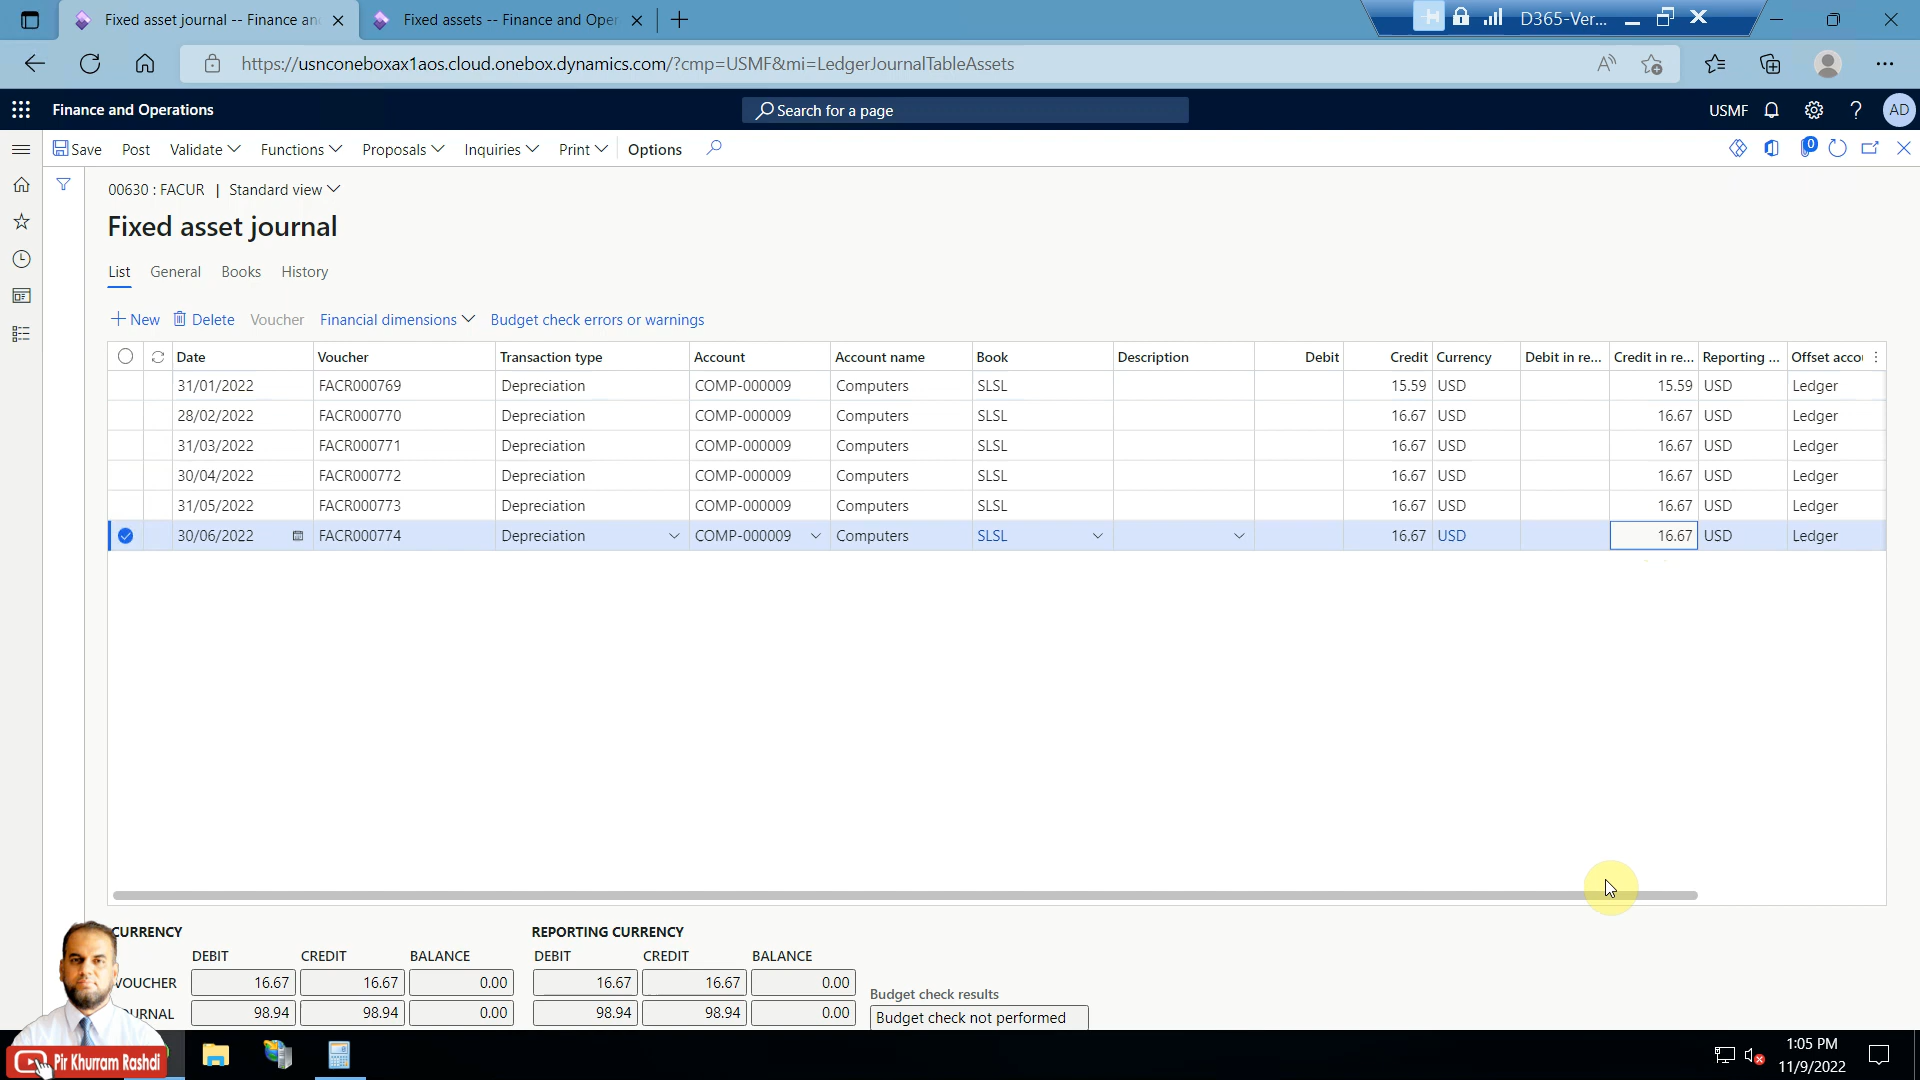 Fixed asset journal -- Finance an
Fixed assets -- Finance and Oper
D365-Ver...
https://usnconeboxax1aos.cloud.onebox.dynamics.com/?cmp=USMF&mi=LedgerJournalTableAssets
Finance and Operations
Search for a page
USMF
AD
Save Post Validate Functions Proposals Inquiries Print Options
0
00630 : FACUR | Standard view
Fixed asset journal
List General Books History
New Delete Voucher Financial dimensions Budget check errors or warnings
Date Voucher Transaction type Account Account name Book Description Debit Credit Currency Debit in re... Credit in re... Reporting ... Offset accou
31/01/2022 FACR000769 Depreciation COMP-000009 Computers SLSL 15.59 USD 15.59 USD Ledger
28/02/2022 FACR000770 Depreciation COMP-000009 Computers SLSL 16.67 USD 16.67 USD Ledger
31/03/2022 FACR000771 Depreciation COMP-000009 Computers SLSL 16.67 USD 16.67 USD Ledger
30/04/2022 FACR000772 Depreciation COMP-000009 Computers SLSL 16.67 USD 16.67 USD Ledger
31/05/2022 FACR000773 Depreciation COMP-000009 Computers SLSL 16.67 USD 16.67 USD Ledger
30/06/2022 FACR000774 Depreciation COMP-000009 Computers SLSL 16.67 USD 16.67 USD Ledger
CURRENCY REPORTING CURRENCY
DEBIT CREDIT BALANCE DEBIT CREDIT BALANCE
VOUCHER 16.67 16.67 0.00 16.67 16.67 0.00
URNAL 98.94 98.94 0.00 98.94 98.94 0.00
Budget check results
Budget check not performed
Pir Khurram Rashdi
1:05 PM
11/9/2022